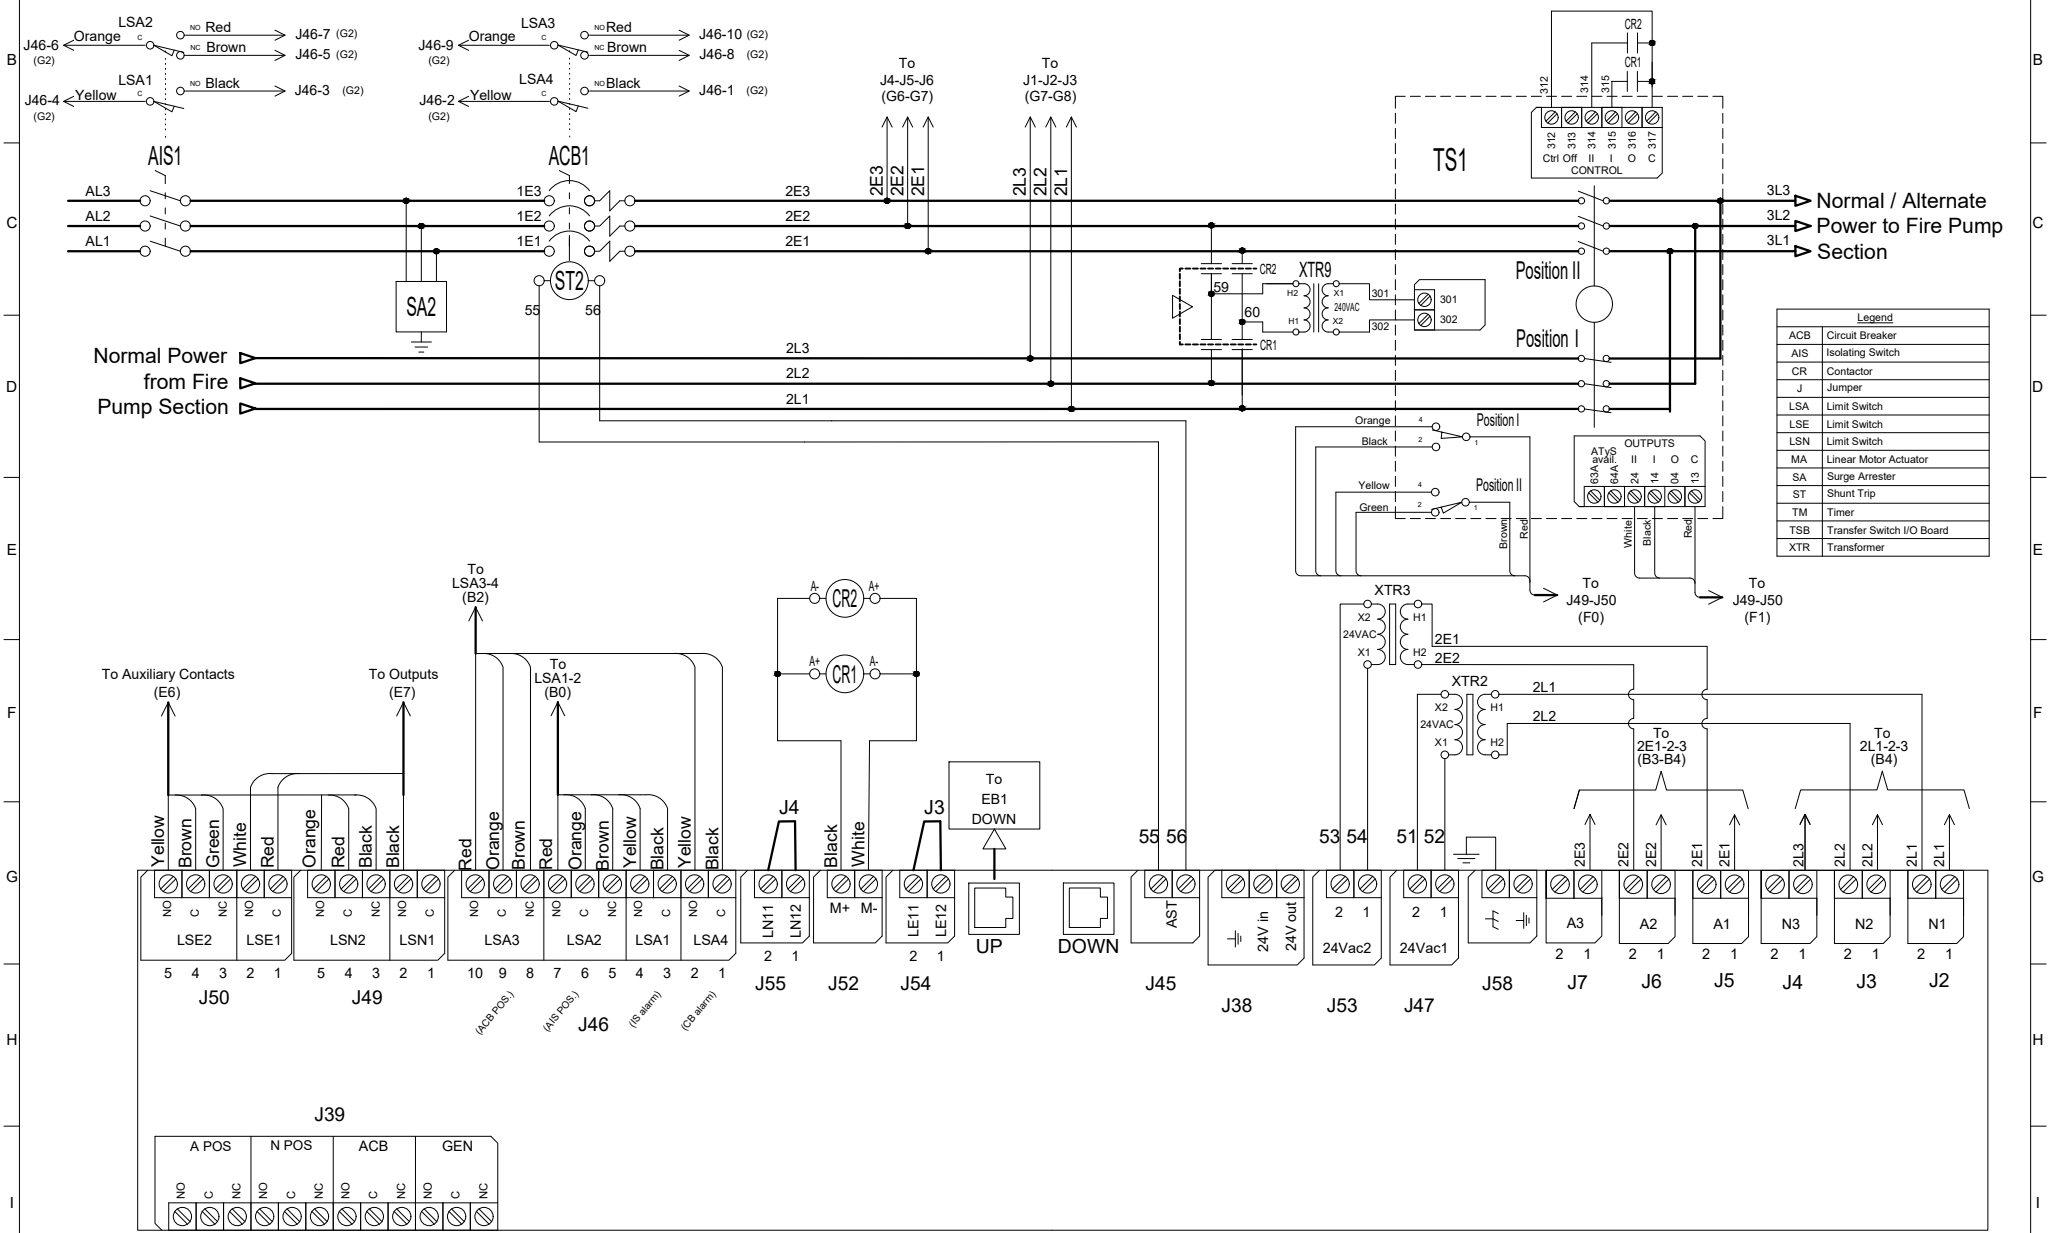 B
LSA2
NO Red
J46-7 (G2)
Orange
C
J46-6
(G2)
NC Brown
J46-5 (G2)
LSA1
NO Black
J46-3 (G2)
Yellow
C
J46-4
(G2)
LSA3
NO Red
J46-10 (G2)
Orange
C
J46-9
(G2)
NC Brown
J46-8 (G2)
LSA4
NO Black
J46-1 (G2)
Yellow
C
J46-2
(G2)
To
J4-J5-J6
(G6-G7)
To
J1-J2-J3
(G7-G8)
CR2
CR1
312
314
315
B
312 313 314 315 316 317
Ctrl Off II I O C
CONTROL
TS1
AIS1
ACB1
2E3 2E2 2E1
2L3 2L2 2L1
C
AL3 1E3 2E3 3L3
AL2 1E2 2E2 3L2
AL1 1E1 2E1 3L1
Normal / Alternate
Power to Fire Pump
Section
C
ST2
55 56
SA2
CR2
59
60
CR1
XTR9
H2 X1
240VAC
H1 X2
301 301
302 302
Position II
Position I
D
Normal Power
from Fire
Pump Section
2L3
2L2
2L1
D
Legend
ACB Circuit Breaker
AIS Isolating Switch
CR Contactor
J Jumper
LSA Limit Switch
LSE Limit Switch
LSN Limit Switch
MA Linear Motor Actuator
SA Surge Arrester
ST Shunt Trip
TM Timer
TSB Transfer Switch I/O Board
XTR Transformer
Orange 4 Position I
Black 2 1
Yellow 4 Position II
Green 2 1
Brown
Red
OUTPUTS
ATyS
avail. II I O C
63A 64A 24 14 04 13
White
Black
Red
E
E
To
J49-J50
(F0)
To
J49-J50
(F1)
To
LSA3-4
(B2)
A- CR2 A+
A+ CR1 A-
XTR3
X2 H1
24VAC
X1 H2
2E1
2E2
XTR2
X2 H1
24VAC
X1 H2
2L1
2L2
F
To Auxiliary Contacts
(E6)
To Outputs
(E7)
To
LSA1-2
(B0)
To
2E1-2-3
(B3-B4)
To
2L1-2-3
(B4)
F
To
EB1
DOWN
J4
J3
G
Yellow Brown Green White Red Orange Red Black Black
Red Orange Brown Red Orange Brown Yellow Black Yellow Black
Black White
55 56 53 54 51 52
2E3 2E2 2E2 2E1 2E1 2L3 2L2 2L2 2L1 2L1
G
NO C NC NO C NO C NC NO C
NO C NC NO C NC NO C NO C
LSE2 LSE1 LSN2 LSN1 LSA3 LSA2 LSA1 LSA4
LN11 LN12
M+ M-
LE11 LE12
UP
DOWN
AST
24V in 24V out
2 1
24Vac2
2 1
24Vac1
A3 A2 A1 N3 N2 N1
5 4 3 2 1
5 4 3 2 1
10 9 8 7 6 5 4 3 2 1
2 1
2 1
2 1 2 1 2 1 2 1 2 1 2 1
J50 J49 J46 J55 J52 J54 J45 J38 J53 J47 J58 J7 J6 J5 J4 J3 J2
(ACB POS.)
(AIS POS.)
(IS alarm)
(CB alarm)
H
H
J39
A POS N POS ACB GEN
NO C NC NO C NC NO C NC NO C NC
I
I